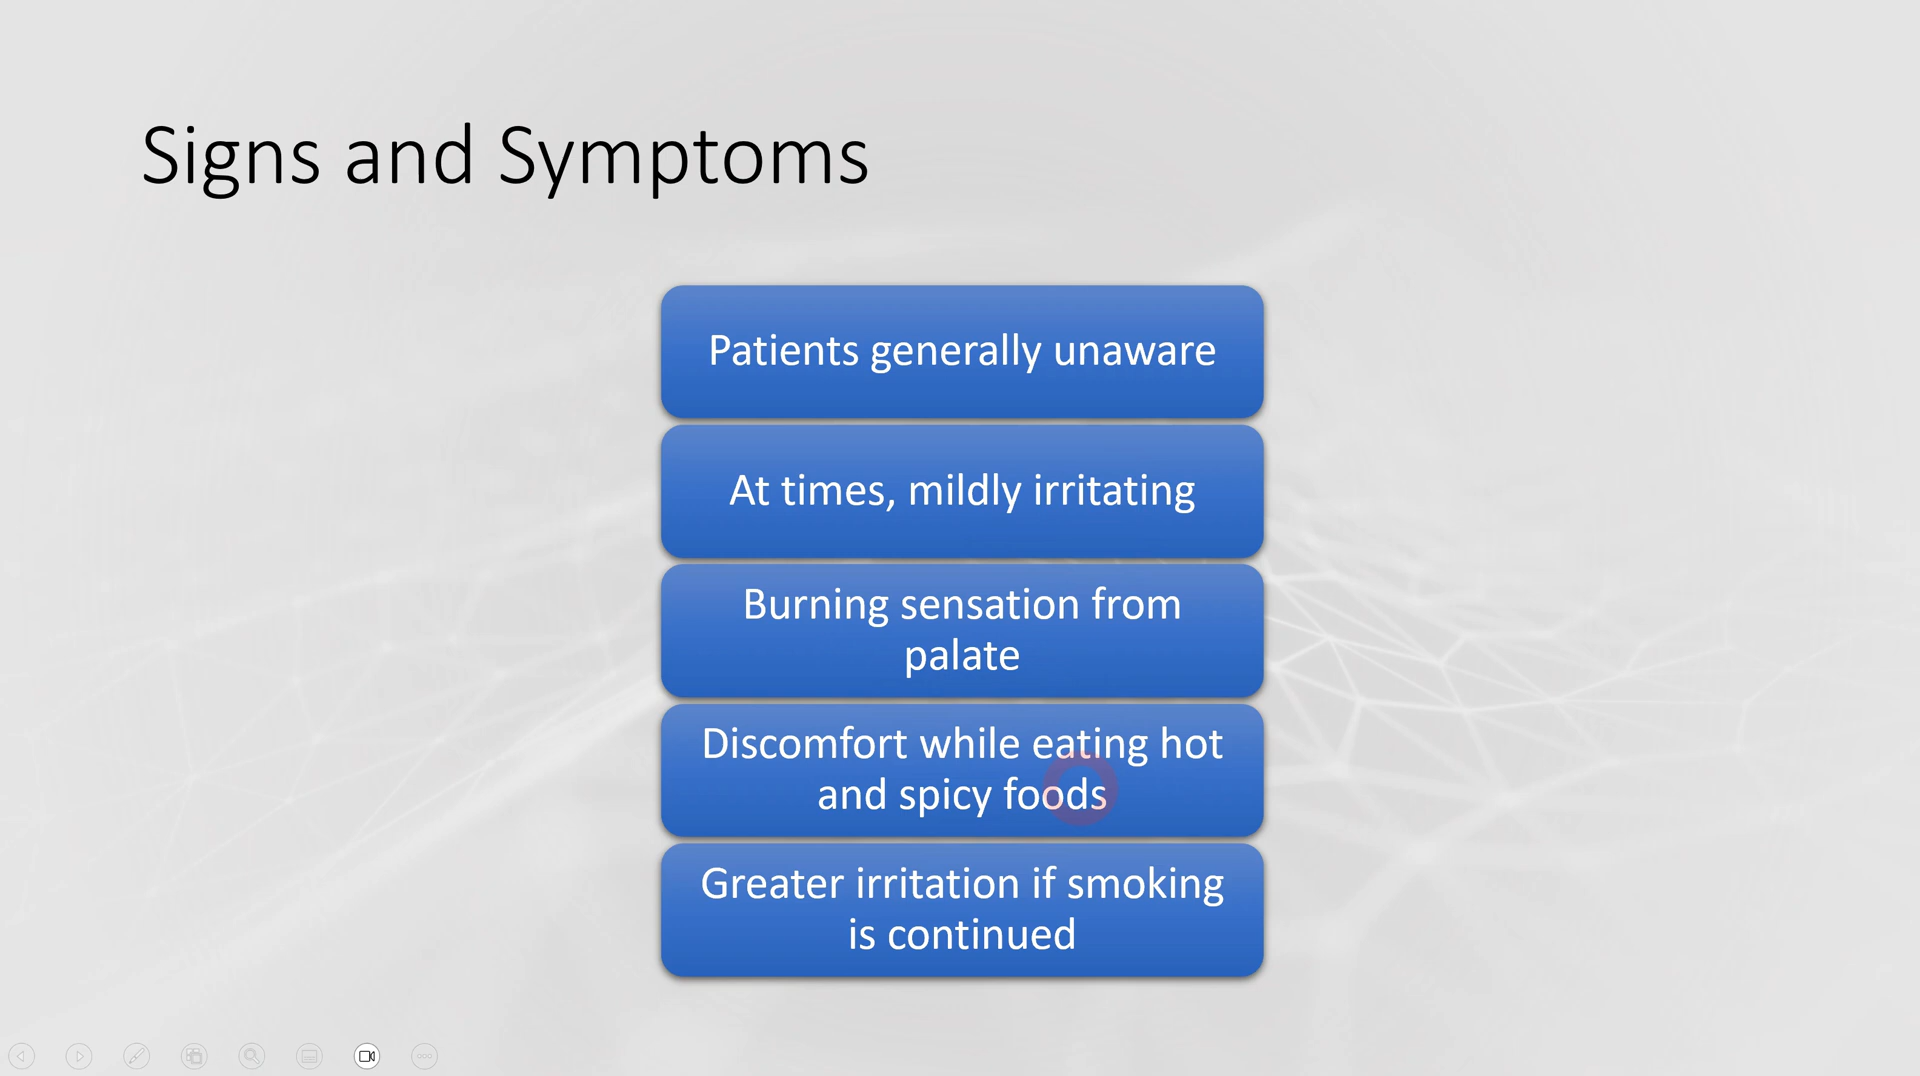 Signs and Symptoms
Patients generally unaware
At times, mildly irritating
Burning sensation from
palate
Discomfort while eating hot
and spicy foods
Greater irritation if smoking
is continued